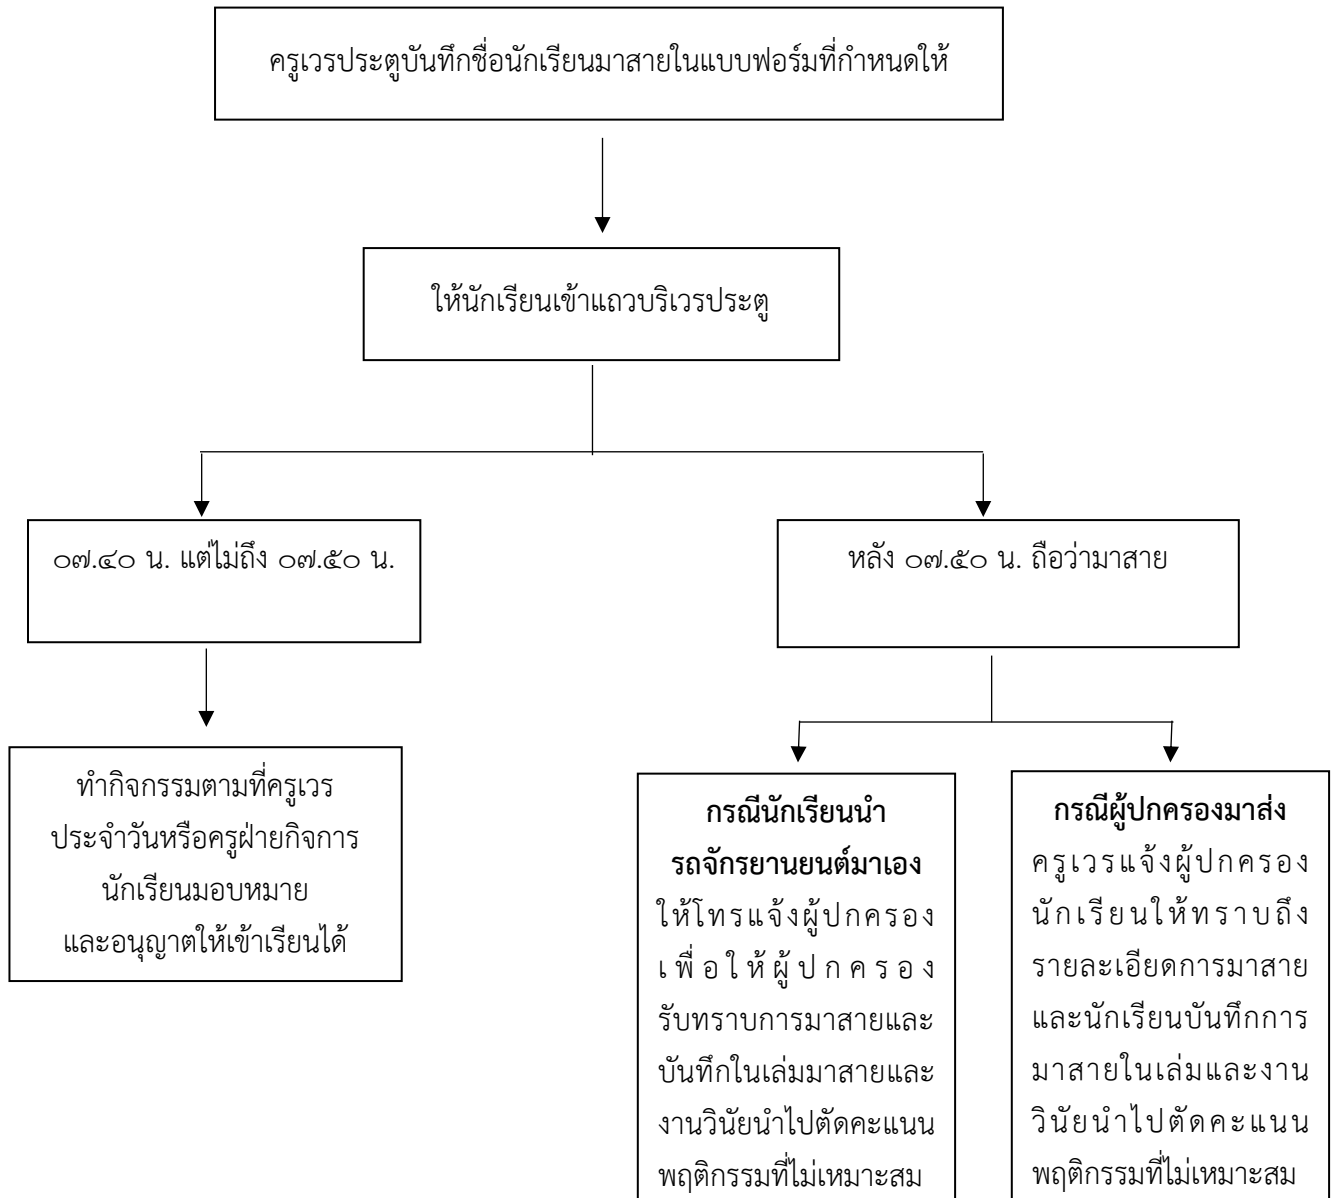 ครูเวรประตูบันทึกชื่อนักเรียนมาสายในแบบฟอร์มที่กำหนดให้
ให้นักเรียนเข้าแถวบริเวรประตู
๐๗.๔๐ น. แต่ไม่ถึง ๐๗.๕๐ น.
หลัง ๐๗.๕๐ น. ถือว่ามาสาย
ทำกิจกรรมตามที่ครูเวร
ประจำวันหรือครูฝ่ายกิจการ
นักเรียนมอบหมาย
และอนุญาตให้เข้าเรียนได้
กรณีนักเรียนนำ
รถจักรยานยนต์มาเอง
ให้โทรแจ้งผู้ปกครอง
เพื่อให้ผู้ปกครอง
รับทราบการมาสายและ
บันทึกในเล่มมาสายและ
งานวินัยนำไปตัดคะแนน
พฤติกรรมที่ไม่เหมาะสม
กรณีผู้ปกครองมาส่ง
ครูเวรแจ้งผู้ปกครอง
นักเรียนให้ทราบถึง
รายละเอียดการมาสาย
และนักเรียนบันทึกการ
มาสายในเล่มและงาน
วินัยนำไปตัดคะแนน
พฤติกรรมที่ไม่เหมาะสม